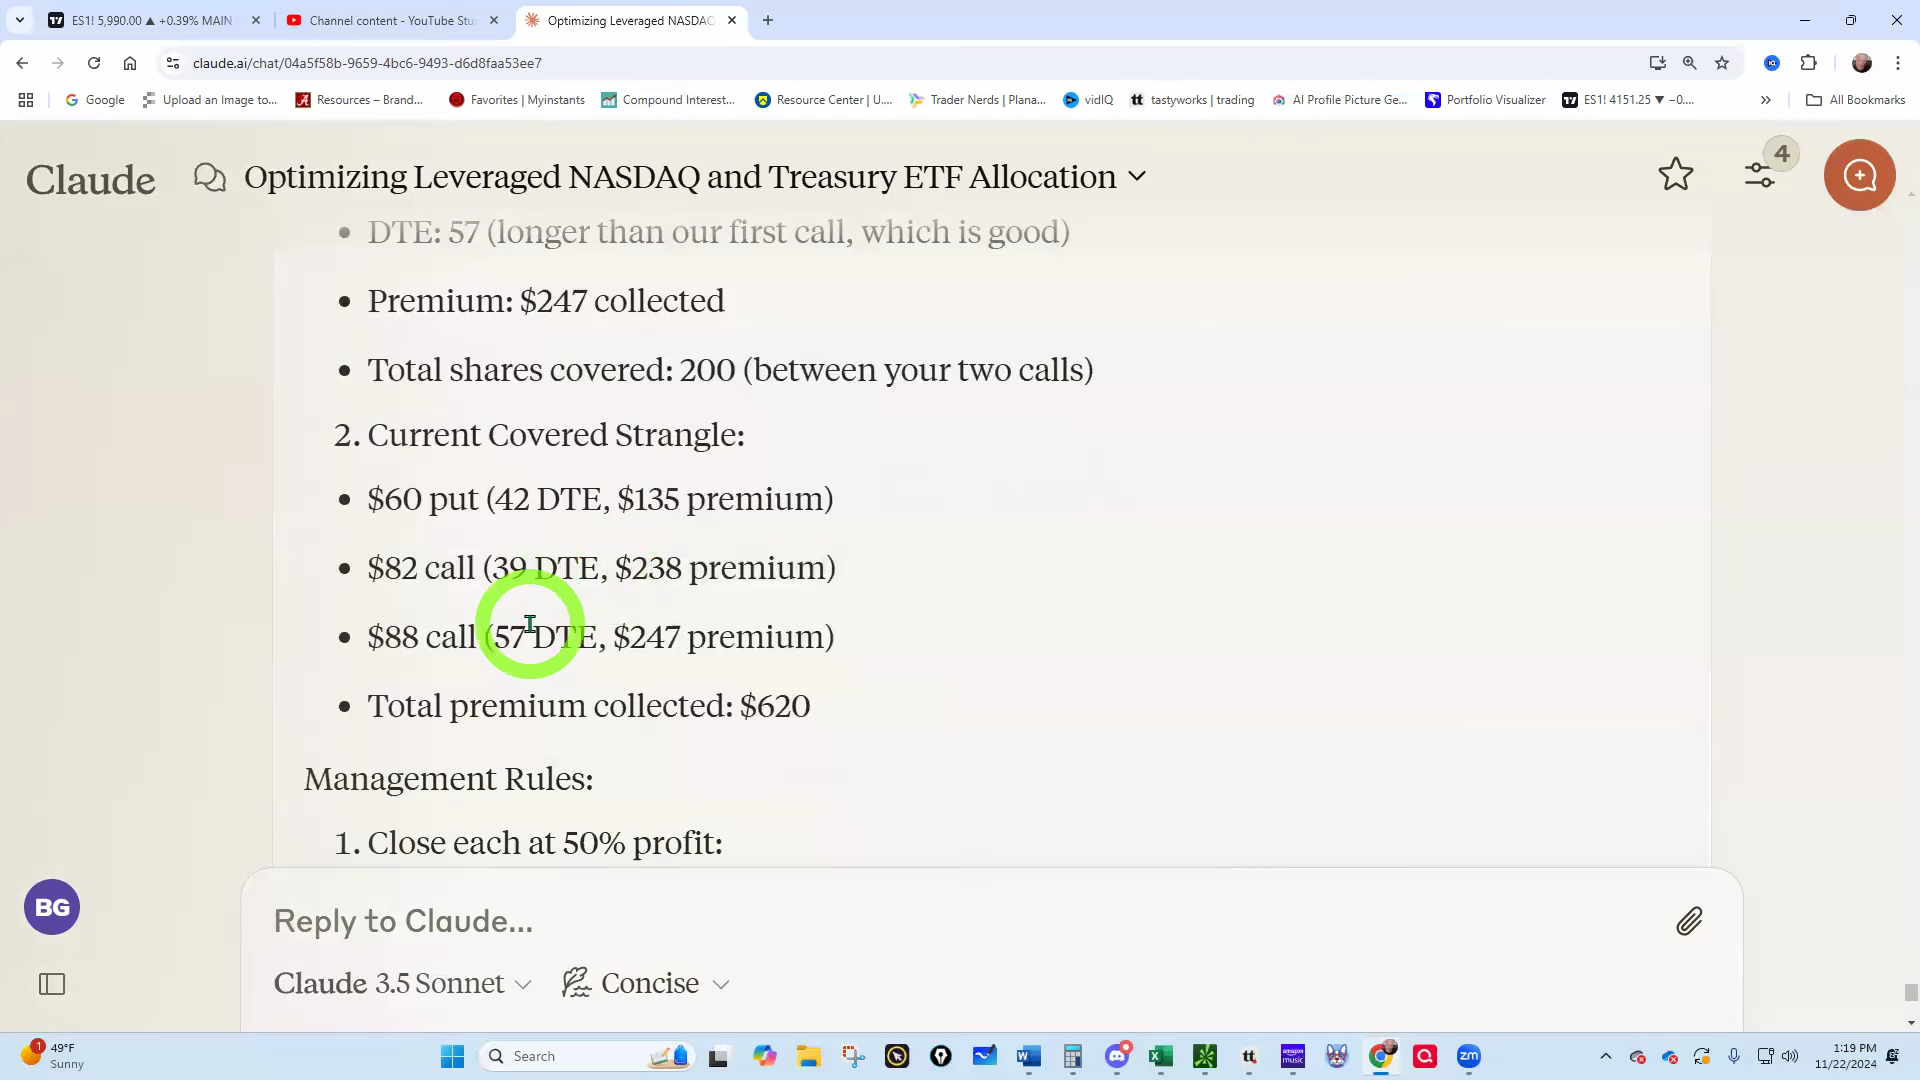 ES1! 5,990.00 ▲ +0.39% MAIN
Channel content - YouTube Stu
Optimizing Leveraged NASDAQ
claude.ai/chat/04a5f58b-9659-4bc6-9493-d6d8faa53ee7
Google
Upload an Image to...
Resources – Brand...
Favorites | Myinstants
Compound Interest...
Resource Center | U....
Trader Nerds | Plana...
vidIQ
tastyworks | trading
AI Profile Picture Ge...
Portfolio Visualizer
ES1! 4151.25 ▼ −0....
All Bookmarks
Claude
Optimizing Leveraged NASDAQ and Treasury ETF Allocation
4
• DTE: 57 (longer than our first call, which is good)
• Premium: $247 collected
• Total shares covered: 200 (between your two calls)
2. Current Covered Strangle:
• $60 put (42 DTE, $135 premium)
• $82 call (39 DTE, $238 premium)
• $88 call (57 DTE, $247 premium)
• Total premium collected: $620
Management Rules:
1. Close each at 50% profit:
BG
Reply to Claude...
Claude 3.5 Sonnet
Concise
1
49°F
Sunny
Search
1:19 PM
11/22/2024